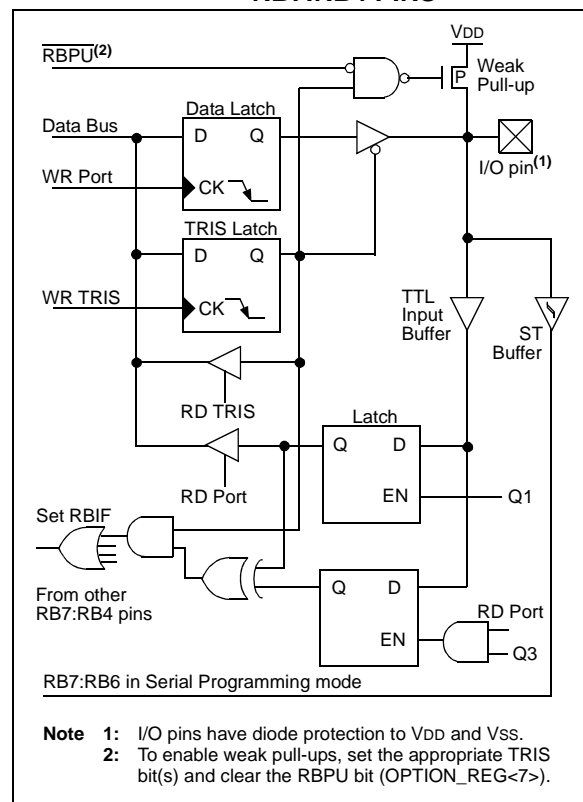 VDD
RBPU(2)
Weak
Pull-up
P
Data Latch
Data Bus
D
Q
I/O pin(1)
WR Port
CK
TRIS Latch
D
Q
WR TRIS
CK
TTL
Input
Buffer
ST
Buffer
RD TRIS
Latch
Q
D
RD Port
EN
Q1
Set RBIF
From other
RB7:RB4 pins
Q
D
RD Port
EN
Q3
RB7:RB6 in Serial Programming mode
Note 1: I/O pins have diode protection to VDD and VSS.
2: To enable weak pull-ups, set the appropriate TRIS
bit(s) and clear the RBPU bit (OPTION_REG<7>).